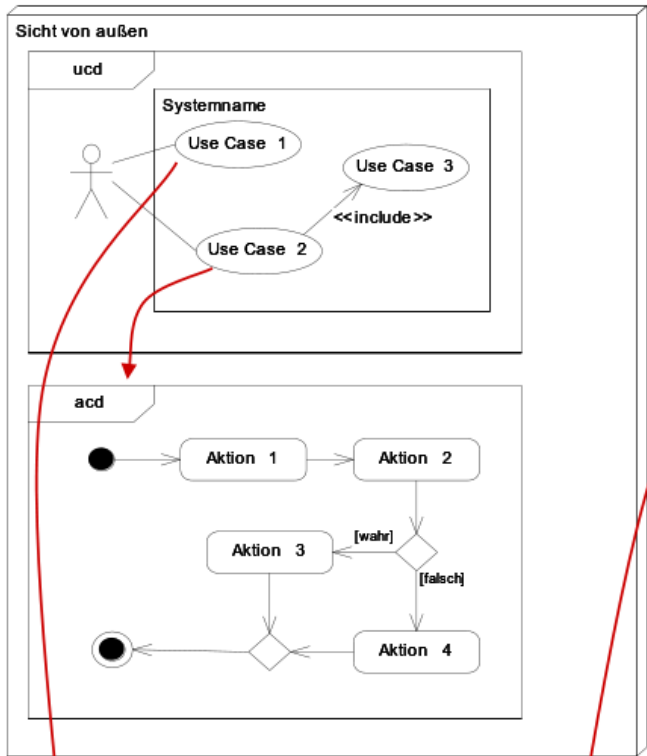 Sicht von außen
ucd
Systemname
Use Case 1
Use Case 3
<<include>>
Use Case 2
acd
Aktion 1
Aktion 2
[wahr]
Aktion 3
[falsch]
Aktion 4